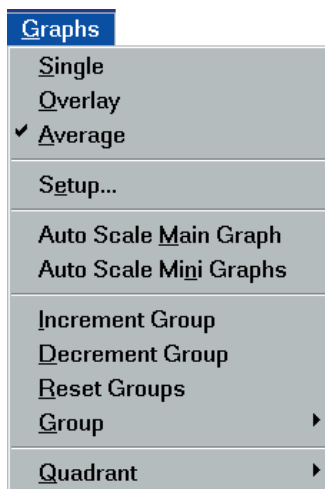 Graphs
Single
Overlay
Average
Setup...
Auto Scale Main Graph
Auto Scale Mini Graphs
Increment Group
Decrement Group
Reset Groups
Group
Quadrant